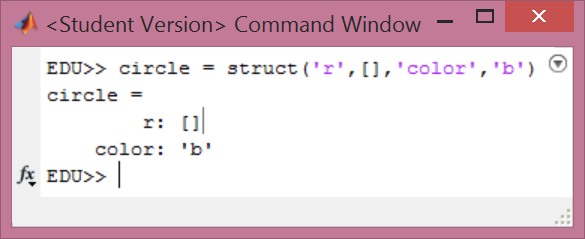 <Student Version> Command Window
EDU>> circle = struct('r',[],'color','b')
circle =
r: []
color: 'b'
fx EDU>>